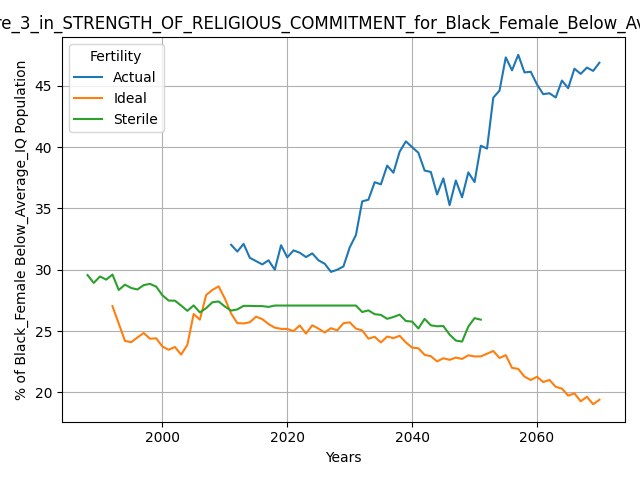 re_3_in_STRENGTH_OF_RELIGIOUS_COMMITMENT_for_Black_Female_Below_Av
Fertility
Actual
Ideal
Sterile
% of Black_Female Below_Average_IQ Population
45
40
35
30
25
20
2000
2020
2040
2060
Years